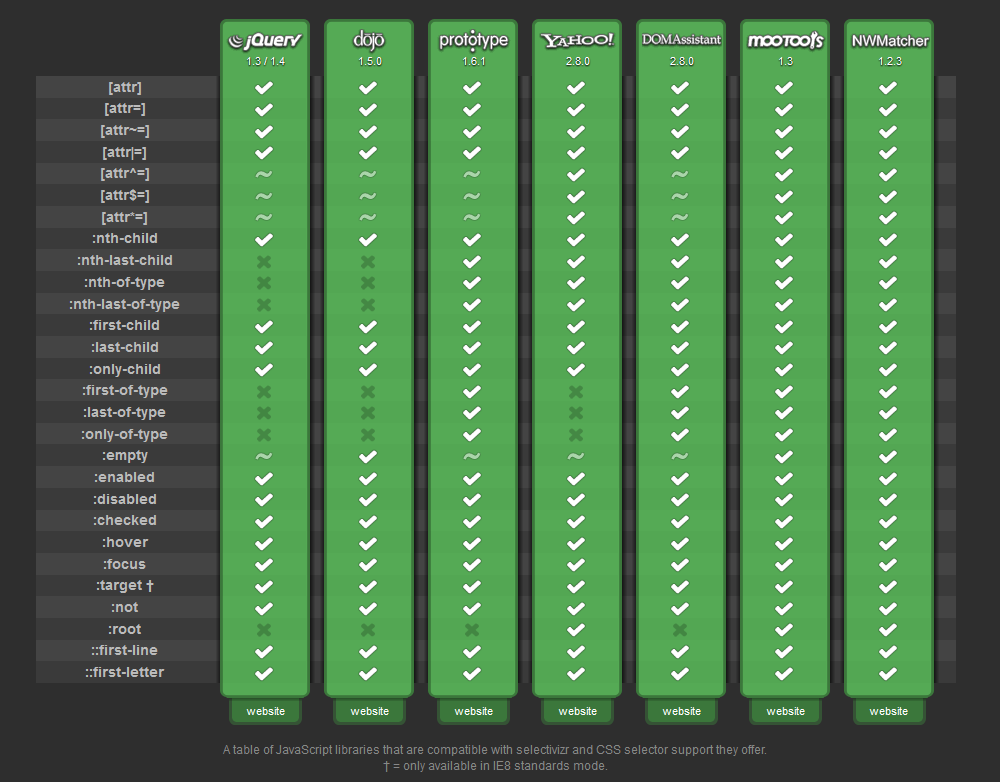 jQuery dojo prototype YAHOO! DOMAssistant mootools NWMatcher
1.3 / 1.4 1.5.0 1.6.1 2.8.0 2.8.0 1.3 1.2.3
[attr]
[attr=]
[attr~=]
[attr|=]
[attr^=] ~ ~ ~ ~
[attr$=] ~ ~ ~ ~
[attr*=] ~ ~ ~ ~
:nth-child
:nth-last-child
:nth-of-type
:nth-last-of-type
:first-child
:last-child
:only-child
:first-of-type
:last-of-type
:only-of-type
:empty ~ ~ ~ ~
:enabled
:disabled
:checked
:hover
:focus
:target †
:not
:root
::first-line
::first-letter
website website website website website website website
A table of JavaScript libraries that are compatible with selectivizr and CSS selector support they offer.
† = only available in IE8 standards mode.